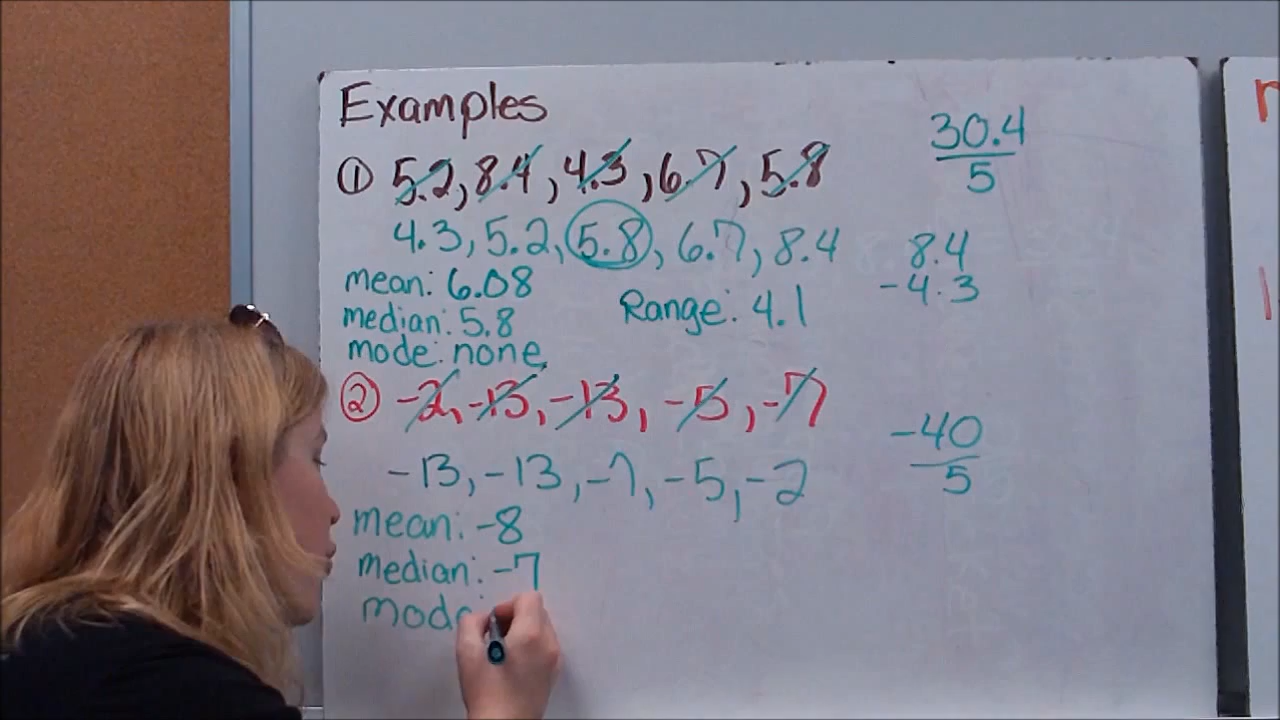 Examples
① 5.2, 8.4, 4.3, 6.7, 5.8
4.3, 5.2, 5.8, 6.7, 8.4
mean: 6.08
median: 5.8
mode: none
Range: 4.1
② -2, -13, -13, -5, -7
-13, -13, -7, -5, -2
mean: -8
median: -7
mode:
30.4
5
8.4
-4.3
-40
5